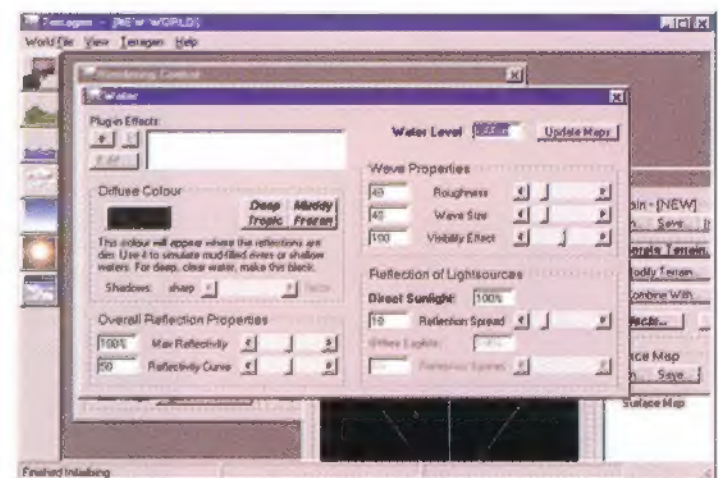 Terragen - [NEW WORLD]
World File View Terragen Help
Rendering Control
Water
Plug-in Effects:
Water Level
Update Maps
Wave Properties
40 Roughness
40 Wave Size
100 Visibility Effect
Diffuse Colour
Deep Muddy
Tropic Frozen
This colour will appear where the reflections are
dim. Use it to simulate mud-filled rivers or shallow
waters. For deep, clear water, make this black.
Shadows: sharp
Overall Reflection Properties
100% Max Reflectivity
50 Reflectivity Curve
Reflection of Lightsources
Direct Sunlight: 100%
10 Reflection Spread
Other Lights:
Reflection Spread
ain - [NEW]
n... Save...
erate Terrain...
Modify Terrain...
Combine With...
ffects...
ace Map
n... Save...
Surface Map
Finished Initialising